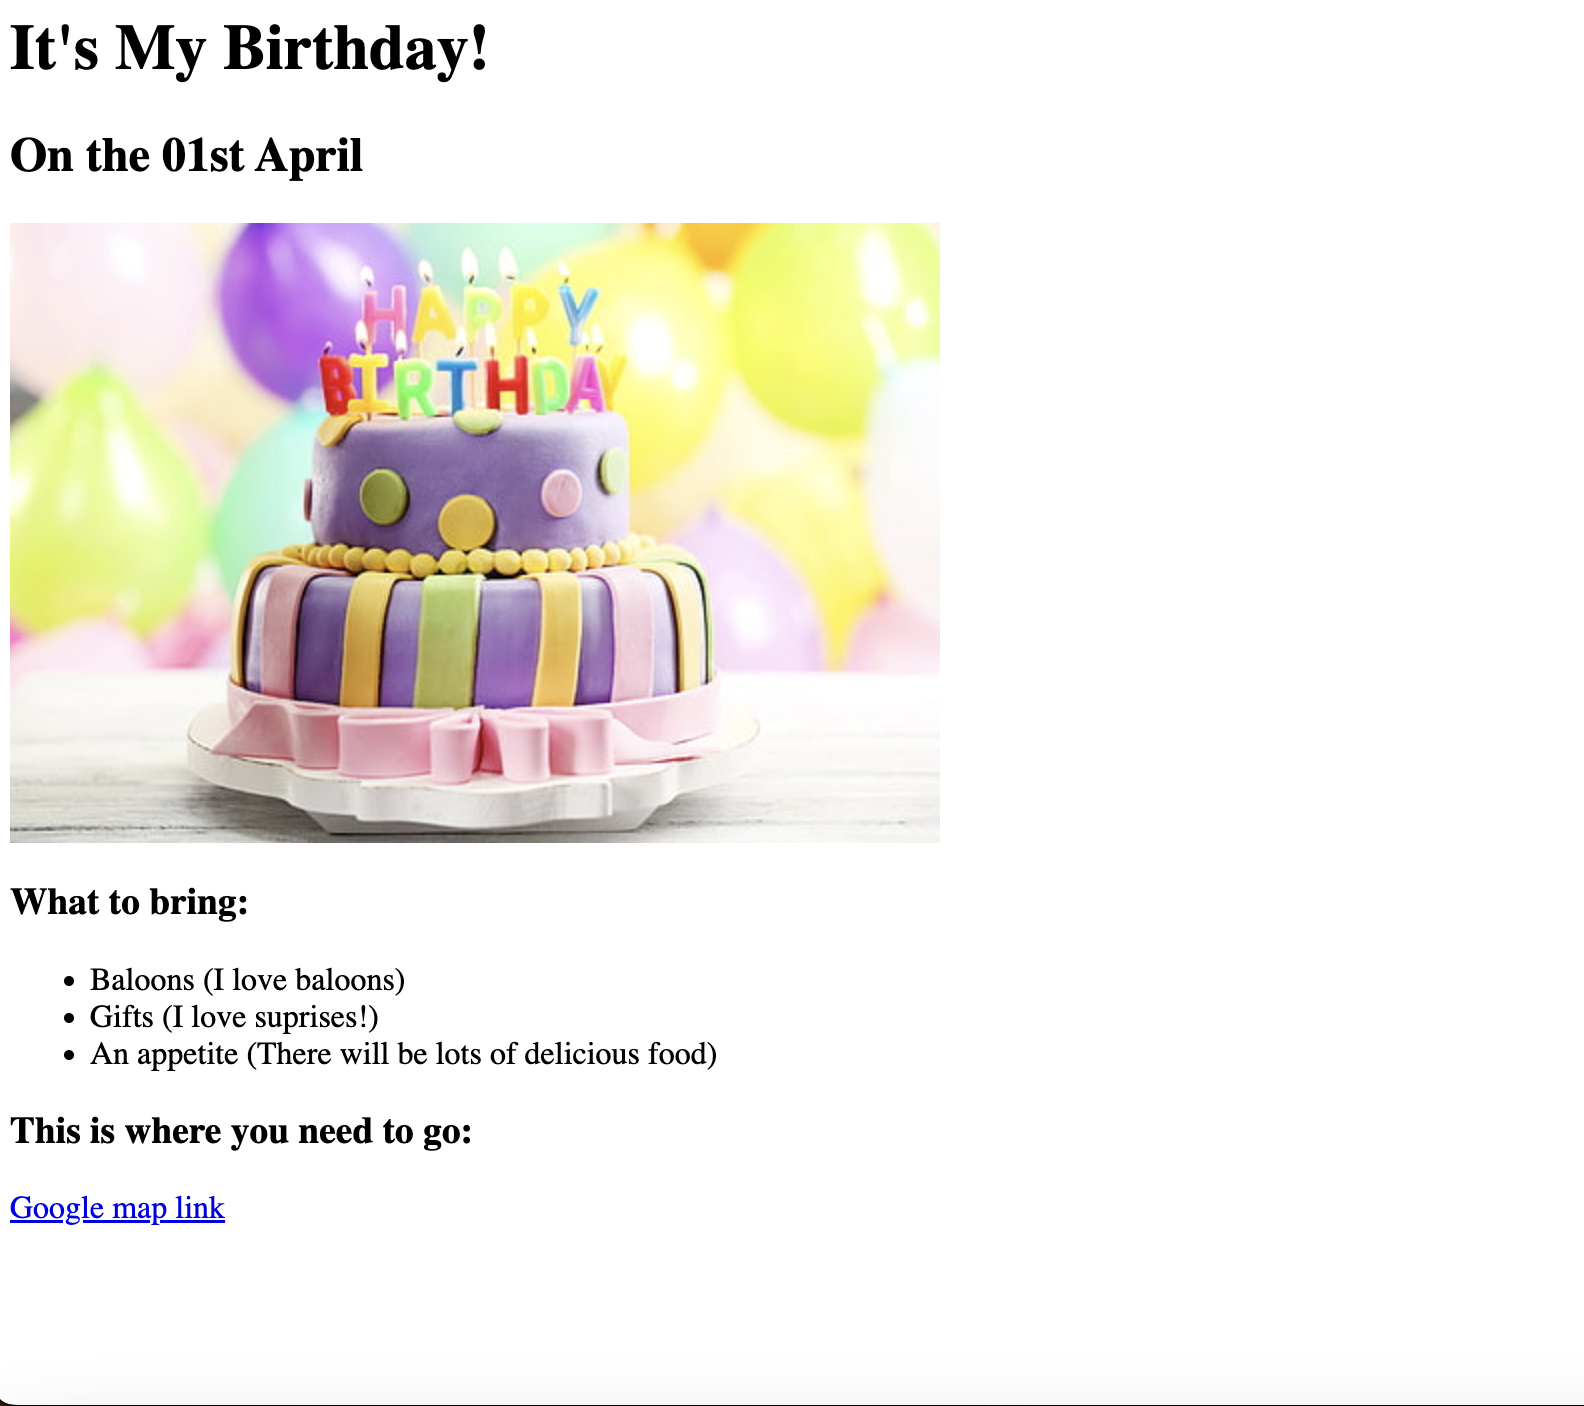 It's My Birthday!
On the 01st April
HAPPY
BIRTHDAY
What to bring:
Baloons (I love baloons)
Gifts (I love suprises!)
An appetite (There will be lots of delicious food)
This is where you need to go:
Google map link